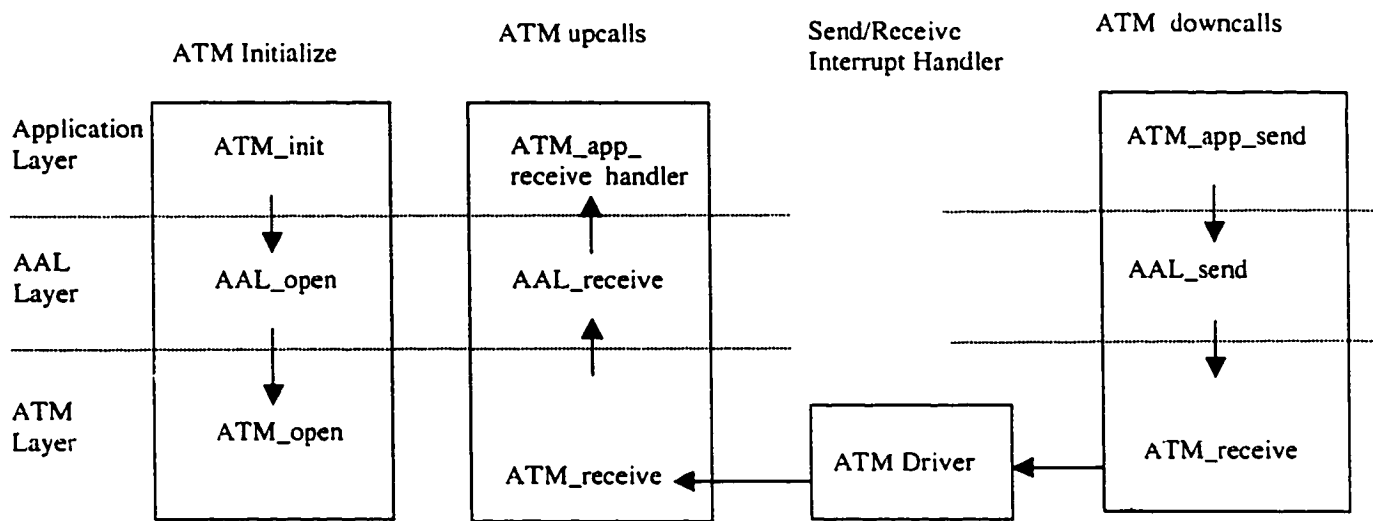 ATM Initialize
ATM upcalls
Send/Receive
Interrupt Handler
ATM downcalls
Application
Layer
ATM_init
ATM_app_
receive handler
ATM_app_send
AAL
Layer
AAL_open
AAL_receive
AAL_send
ATM
Layer
ATM_open
ATM_receive
ATM Driver
ATM_receive